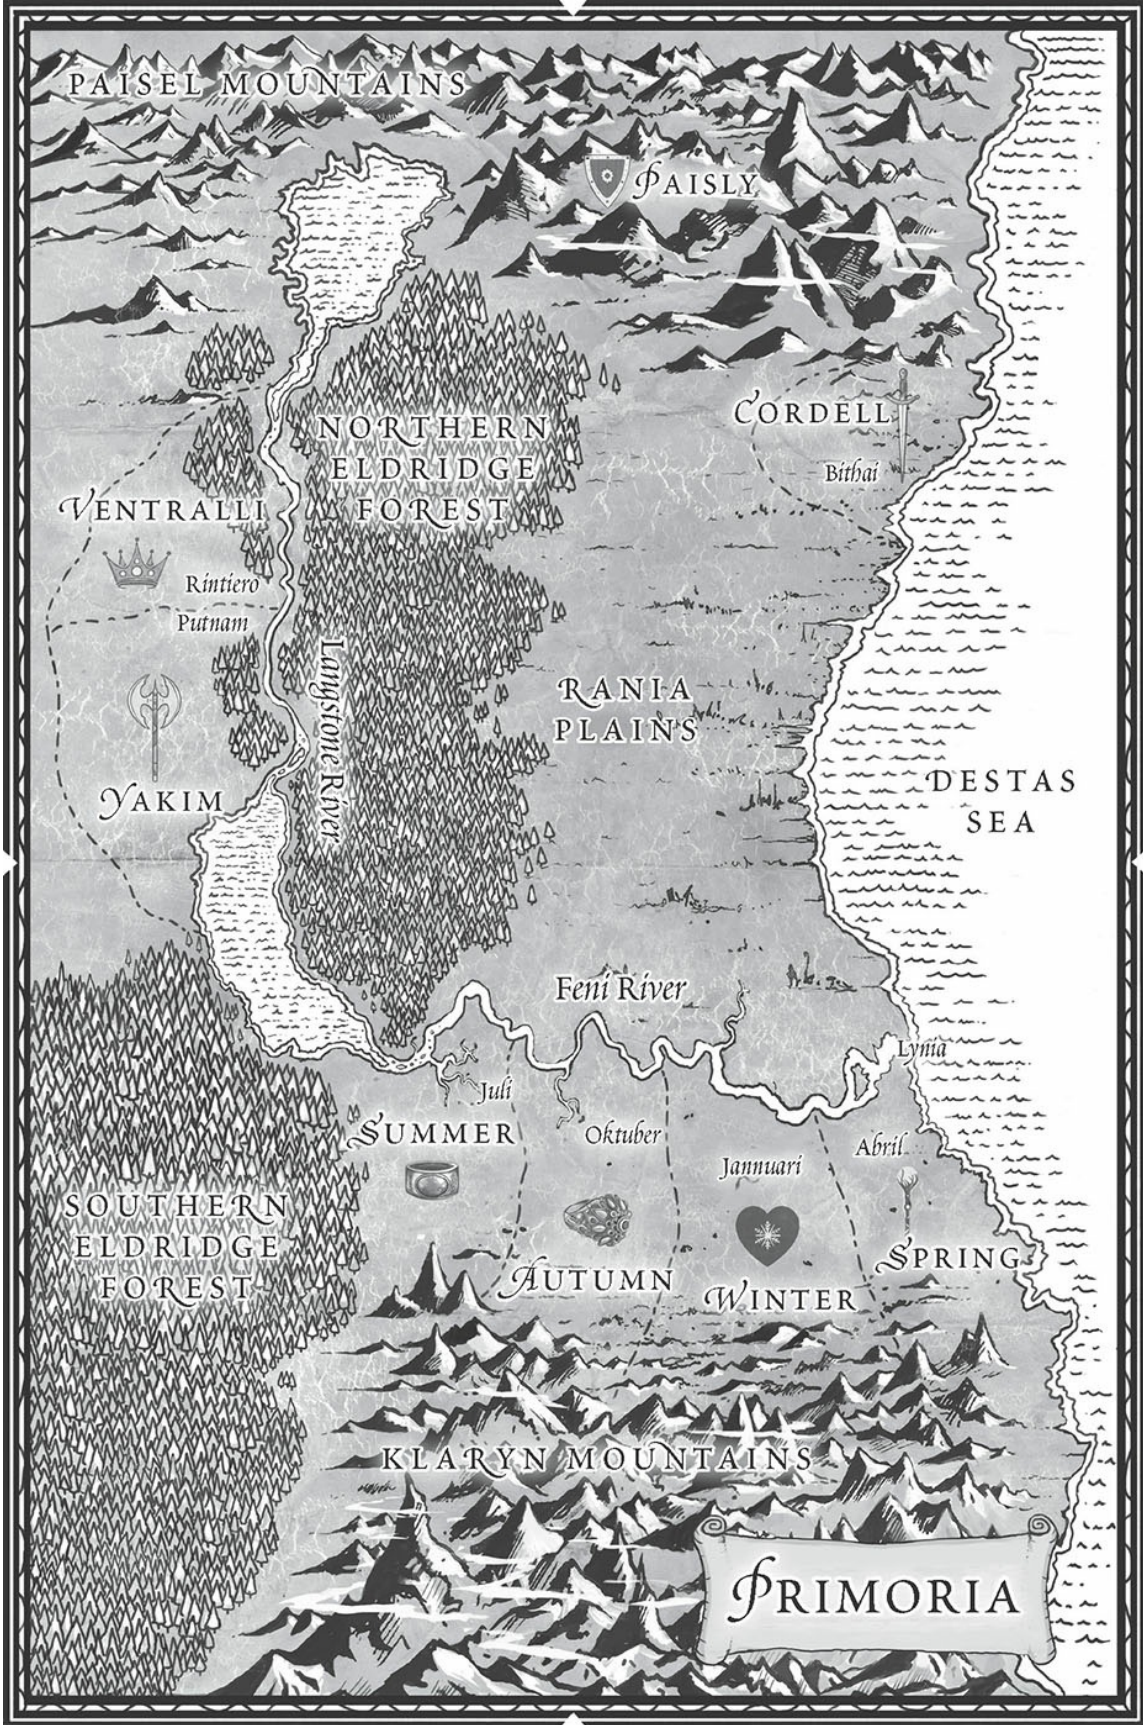 PAISEL MOUNTAINS
PAISLY
CORDELL
Bithai
NORTHERN
ELDRIDGE
FOREST
VENTRALLI
Rintiero
Putnam
Langstone River
YAKIM
RANIA
PLAINS
DESTAS
SEA
Feni River
Lynia
Juli
SUMMER
Oktuber
Jannuari
Abril
SOUTHERN
ELDRIDGE
FOREST
AUTUMN
WINTER
SPRING
KLARYN MOUNTAINS
PRIMORIA